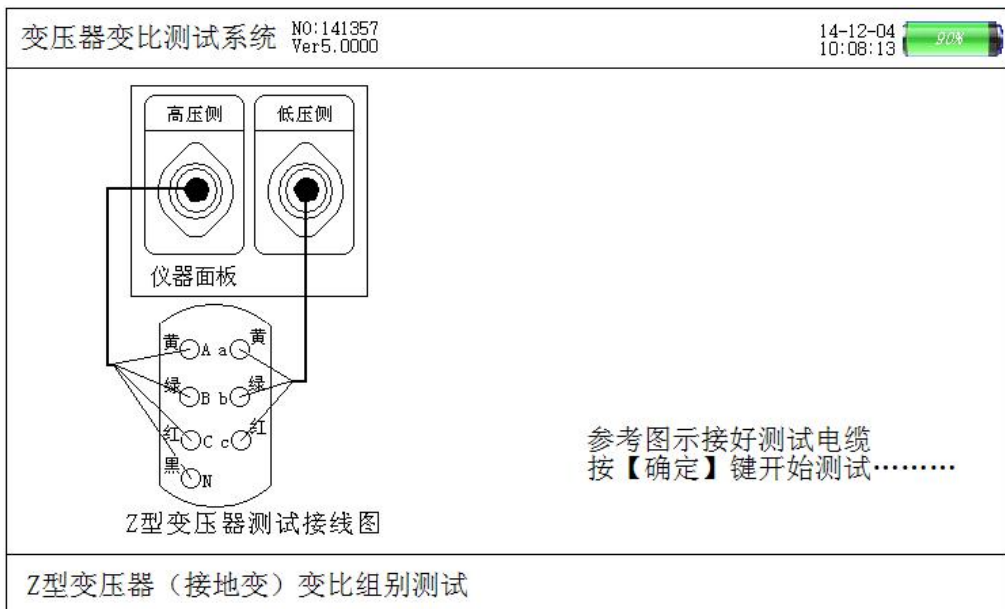 变压器变比测试系统 NO:141357
Ver5.0000
14-12-04
10:08:13
90%
高压侧 低压侧
仪器面板
黄 A a 黄
绿 B b 绿
红 C c 红
黑 N
Z型变压器测试接线图
参考图示接好测试电缆
按【确定】键开始测试………
Z型变压器（接地变）变比组别测试